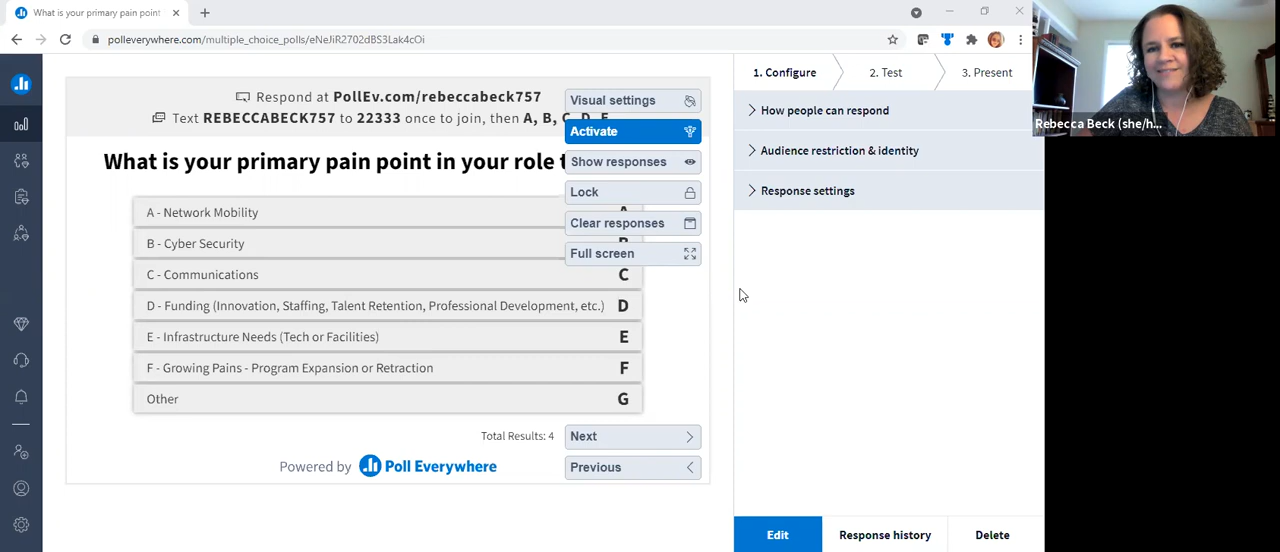 What is your primary pain point
polleverywhere.com/multiple_choice_polls/eNeJiR2702dBS3Lak4cOi
Respond at PollEv.com/rebeccabeck757
Text REBECCABECK757 to 22333 once to join, then A, B, C, D, E
What is your primary pain point in your role t
A - Network Mobility
B - Cyber Security
B
C - Communications
C
D - Funding (Innovation, Staffing, Talent Retention, Professional Development, etc.)
D
E - Infrastructure Needs (Tech or Facilities)
E
F - Growing Pains - Program Expansion or Retraction
F
Other
G
Total Results: 4
Powered by Poll Everywhere
Visual settings
Activate
Show responses
Lock
Clear responses
Full screen
Next
Previous
1. Configure
2. Test
3. Present
How people can respond
Audience restriction & identity
Response settings
Edit
Response history
Delete
Rebecca Beck (she/h...